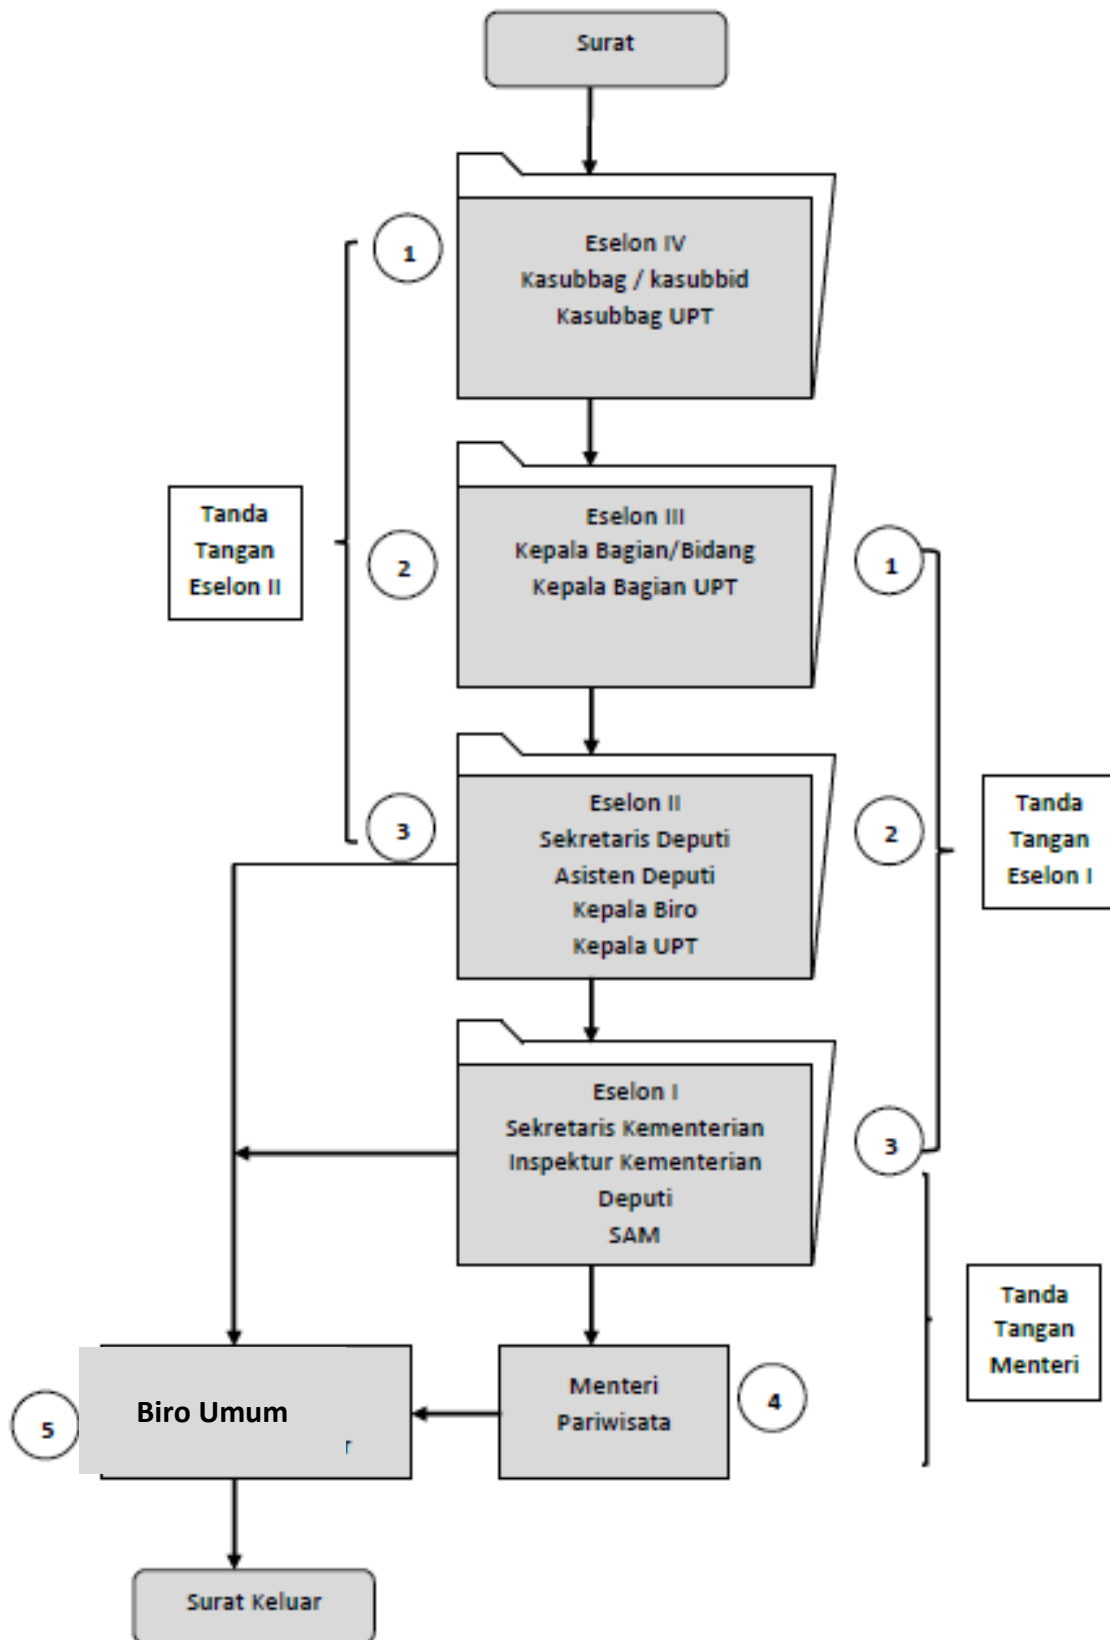 Surat
1
Eselon IV
Kasubbag / kasubbid
Kasubbag UPT
Tanda
Tangan
Eselon II
2
Eselon III
Kepala Bagian/Bidang
Kepala Bagian UPT
1
3
Eselon II
Sekretaris Deputi
Asisten Deputi
Kepala Biro
Kepala UPT
2
Tanda
Tangan
Eselon I
Eselon I
Sekretaris Kementerian
Inspektur Kementerian
Deputi
SAM
3
Tanda
Tangan
Menteri
5
Biro Umum
Menteri
Pariwisata
4
Surat Keluar